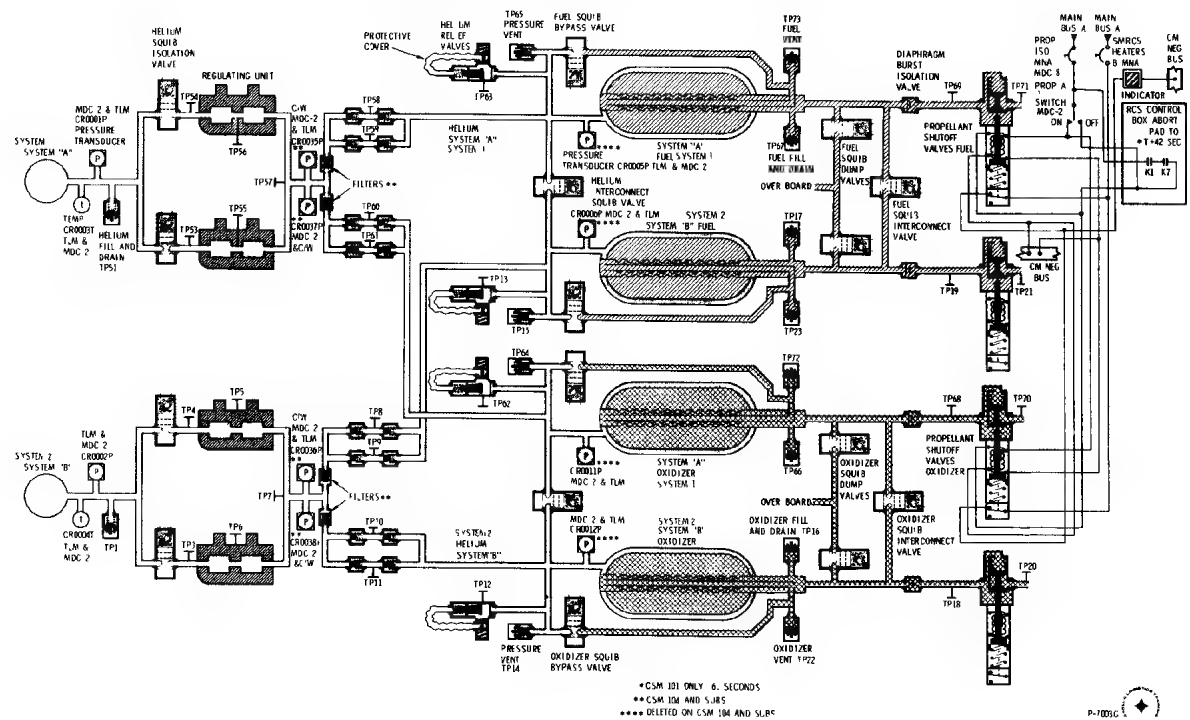 TP65
PRESSURE
VENT
FUEL SQUIB
BYPASS VALVE
TP73
FUEL
VENT
MAIN
BUS A
MAIN
BUS A
PROTECTIVE
COVER
VALVES
SQUIB
ISOLATION
VALVE
REGULATING UNIT
TP54
TP63
DIAPHRAGM
BURST
ISOLATION
VALVE
TP69
TP71
PROP
ISO
MNA
SMRCS
HEATERS
B MNA
CM
NEG
BUS
INDICATOR
PROP A
SWITCH
MDC-2
ON
OFF
RCS CONTROL
BOX ABORT
PAD TO
* T+42 SEC
K1
K7
MDC 2 & TLM
CR0001P
PRESSURE
TRANSDUCER
C/W
MDC-2
& TLM
CR0035P
TP58
TP59
TP56
HELIUM
SYSTEM 'A'
SYSTEM 1
P
PRESSURE
TRANSDUCER CR0005P TLM & MDC 2
****
SYSTEM 'A'
FUEL SYSTEM 1
TP67
FUEL FILL
AND DRAIN
FUEL
SQUIB
DUMP
VALVES
PROPELLANT
SHUTOFF
VALVES FUEL
SYSTEM
SYSTEM "A"
P
TP57
FILTERS **
HELIUM
INTERCONNECT
SQUIB VALVE
OVER BOARD
FUEL
INTERCONNECT
VALVE
TEMP
CR0003T
TLM &
MDC 2
HELIUM
FILL AND
DRAIN
TP51
TP53
TP55
CR0037P
MDC 2
& C/W
TP60
TP61
CR0006P MDC 2 & TLM
****
SYSTEM 2
SYSTEM "B" FUEL
TP17
CM NEG
BUS
TP13
TP15
TP23
TP19
TP21
TP64
TP62
TP72
TP5
TP4
C/W
MDC 2
& TLM
CR0036P
TP8
TP9
TP68
TP70
TLM &
MDC 2
CR0002P
P
SYSTEM 2
SYSTEM 'B'
CR0004T
TLM &
MDC 2
TP1
TP7
FILTERS**
CR0011P
MDC 2 & TLM
****
SYSTEM "A"
OXIDIZER
SYSTEM 1
TP66
OXIDIZER
SQUIB
DUMP
VALVES
PROPELLANT
SHUTOFF
VALVES
OXIDIZER
OVER BOARD
TP3
TP6
MDC 2
&C/W
TP10
TP11
SYSTEM 2
HELIUM
SYSTEM"B"
MDC 2 & TLM
CR0012P
****
SYSTEM 2
SYSTEM 'B'
OXIDIZER
OXIDIZER FILL
AND DRAIN TP16
OXIDIZER
SQUIB
INTERCONNECT
VALVE
TP12
TP18
TP20
PRESSURE
VENT
TP14
OXIDIZER SQUIB
BYPASS VALVE
OXIDIZER
VENT TP22
*CSM 101 ONLY
SECONDS
**CSM 104 AND SUBS
**** DELETED ON CSM 104 AND SUBS